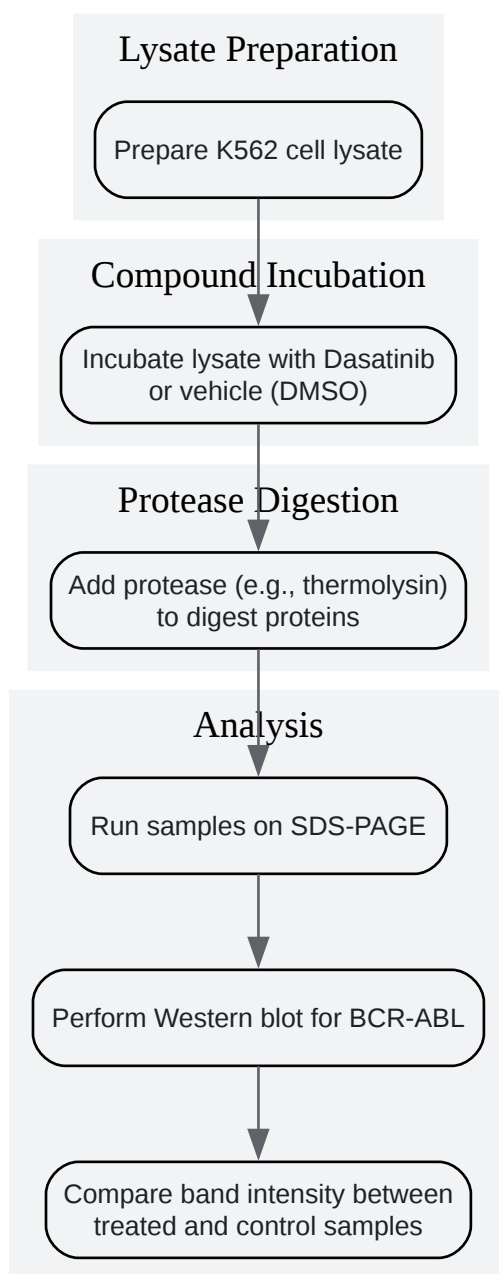 Lysate Preparation
Prepare K562 cell lysate
Compound Incubation
Incubate lysate with Dasatinib
or vehicle (DMSO)
Protease Digestion
Add protease (e.g., thermolysin)
to digest proteins
Analysis
Run samples on SDS-PAGE
Perform Western blot for BCR-ABL
Compare band intensity between
treated and control samples